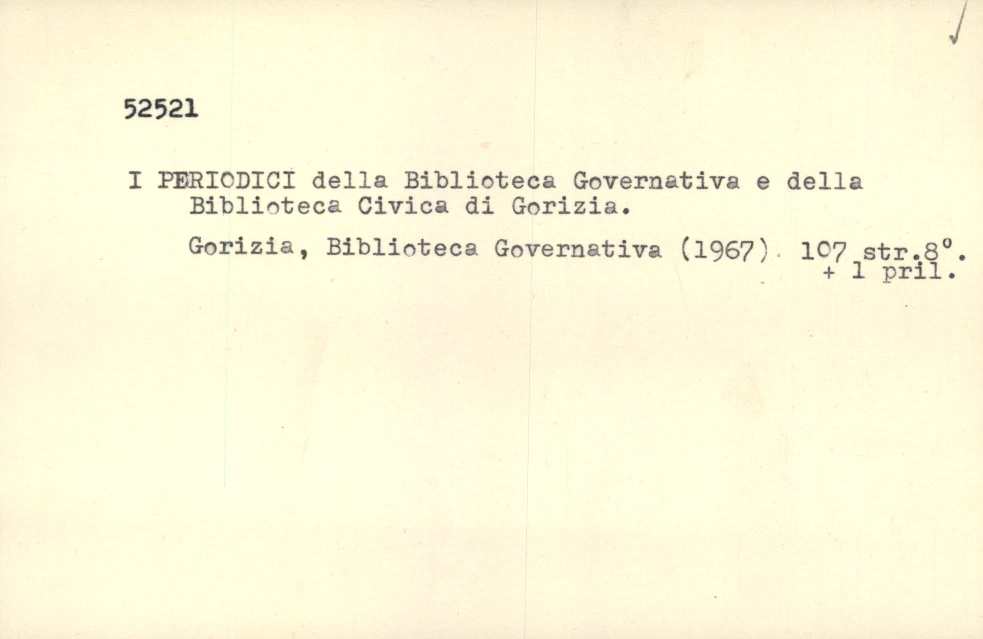 52521
I PERIODICI della Biblioteca Governativa e della
Biblioteca Civica di Gorizia.
Gorizia, Biblioteca Governativa (1967). 107 str.8°.
+ 1 pril.